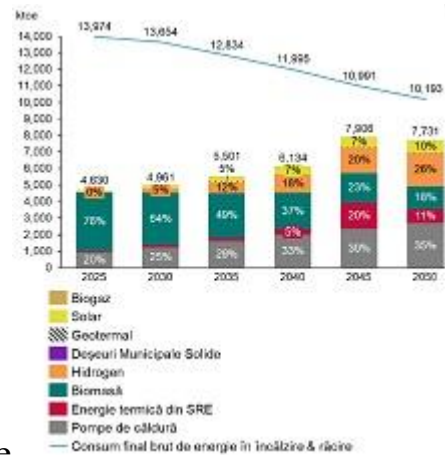 ktoe
14,000
13,000
12,000
11,000
10,000
9,000
8,000
7,000
6,000
5,000
4,000
3,000
2,000
1,000
0
13,974 13,654 12,834 11,995 10,991 10,193
4,630 4,961 5,501 6,134 7,906 7,731
6% 5% 5% 7% 7% 10%
12% 18% 20% 26%
78% 64% 49% 37% 23% 18%
5% 20% 11%
20% 25% 29% 33% 30% 35%
2025 2030 2035 2040 2045 2050
Biogaz
Solar
Geotermal
Deșeuri Municipale Solide
Hidrogen
Biomasă
Energie termică din SRE
Pompe de căldură
Consum final brut de energie în încălzire & răcire